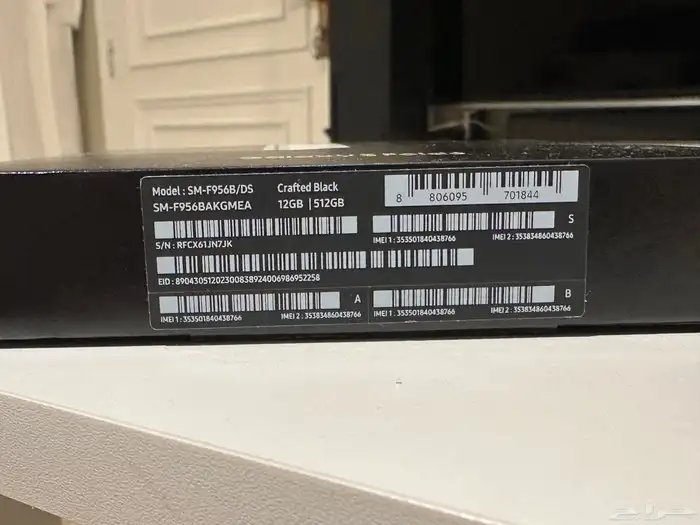 Model : SM-F956B/DS Crafted Black
SM-F956BAKGMEA 12GB | 512GB
8 806095 701844
S/N : RFCX61JN7JK
S
IMEI 1 : 353501840438766 IMEI 2 : 353834860438766
EID : 89043051202300838924006986952258
A
IMEI 1 : 353501840438766 IMEI 2 : 353834860438766
B
IMEI 1 : 353501840438766 IMEI 2 : 353834860438766
حراج